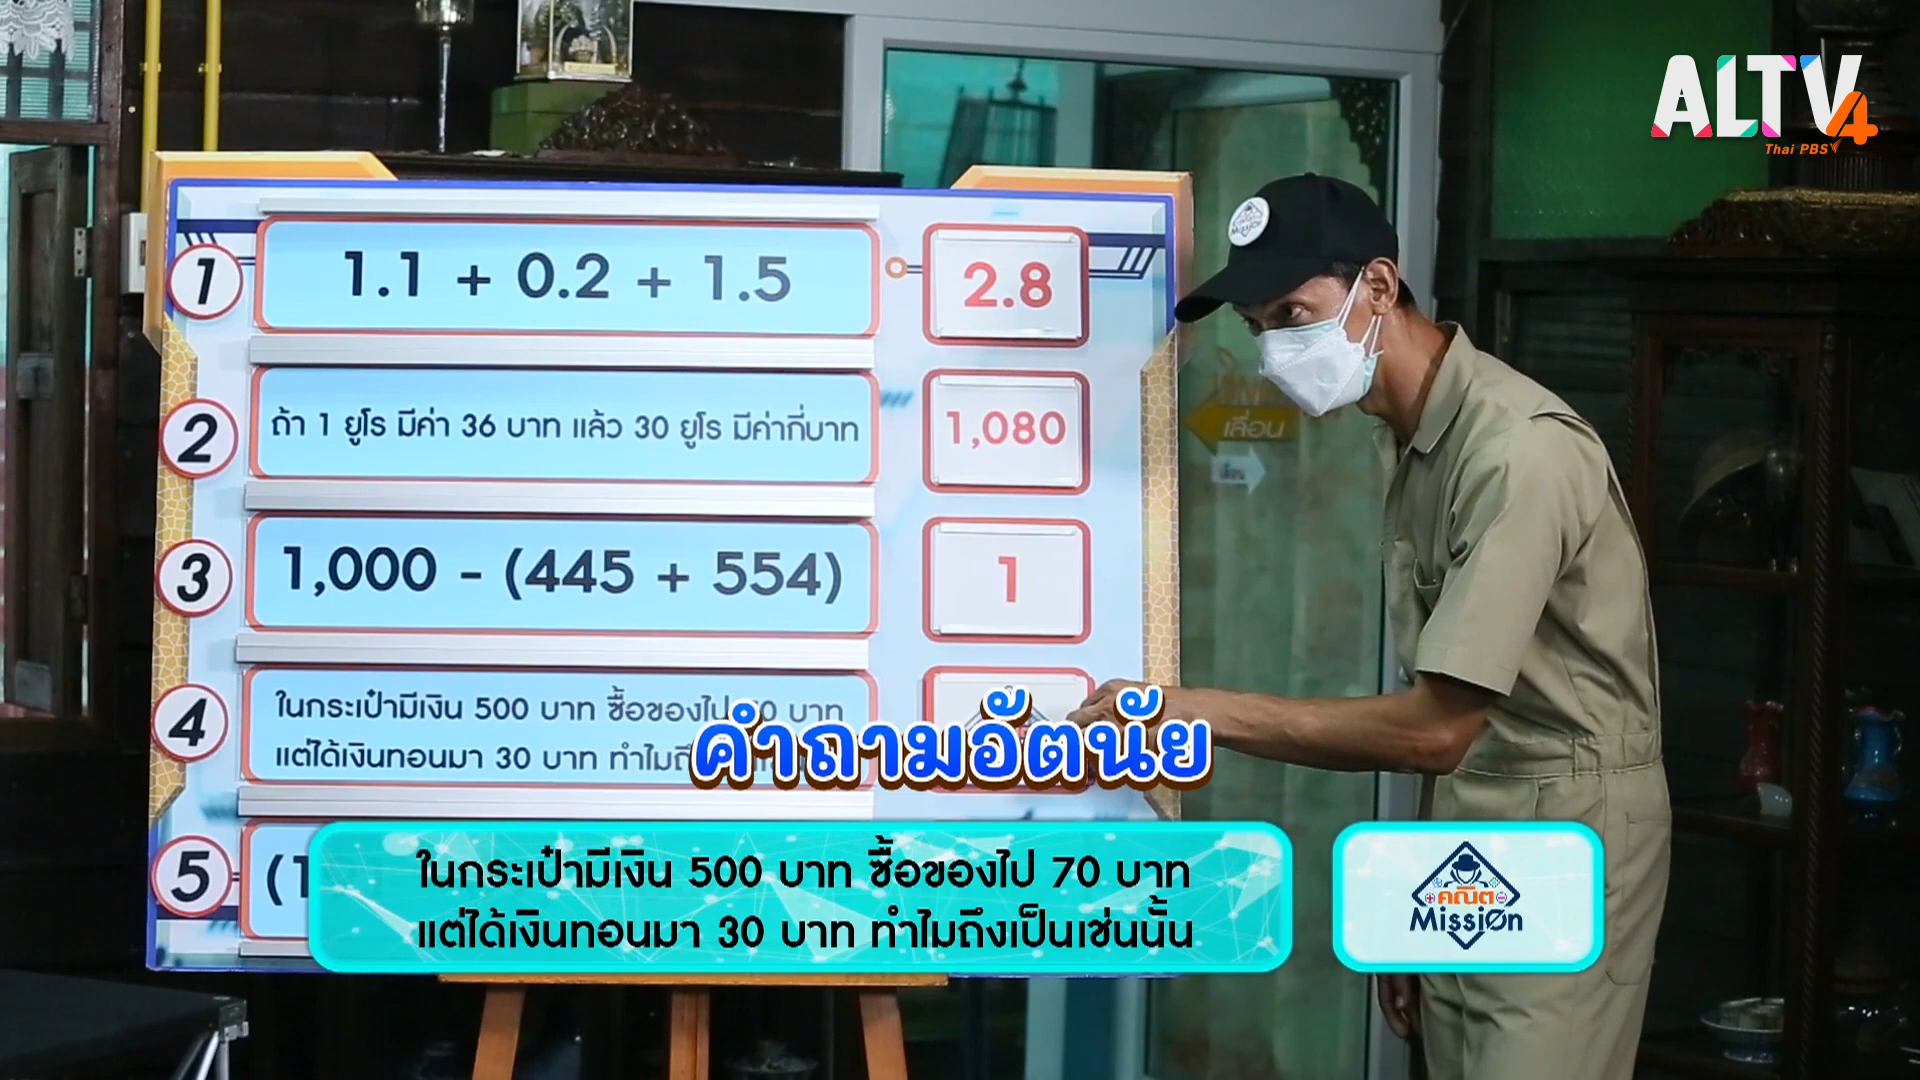 ALTV4
Thai PBS
Mission
1
1.1 + 0.2 + 1.5
2.8
2
ถ้า 1 ยูโร มีค่า 36 บาท แล้ว 30 ยูโร มีค่ากี่บาท
1,080
เลื่อน
3
1,000 - (445 + 554)
1
4
ในกระเป๋ามีเงิน 500 บาท ซื้อของไป 0 บาท
แต่ได้เงินทอนมา 30 บาท ทำไมถึ
คำถามอัตนัย
5
(1
ในกระเป๋ามีเงิน 500 บาท ซื้อของไป 70 บาท
แต่ได้เงินทอนมา 30 บาท ทำไมถึงเป็นเช่นนั้น
คณิต
Mission